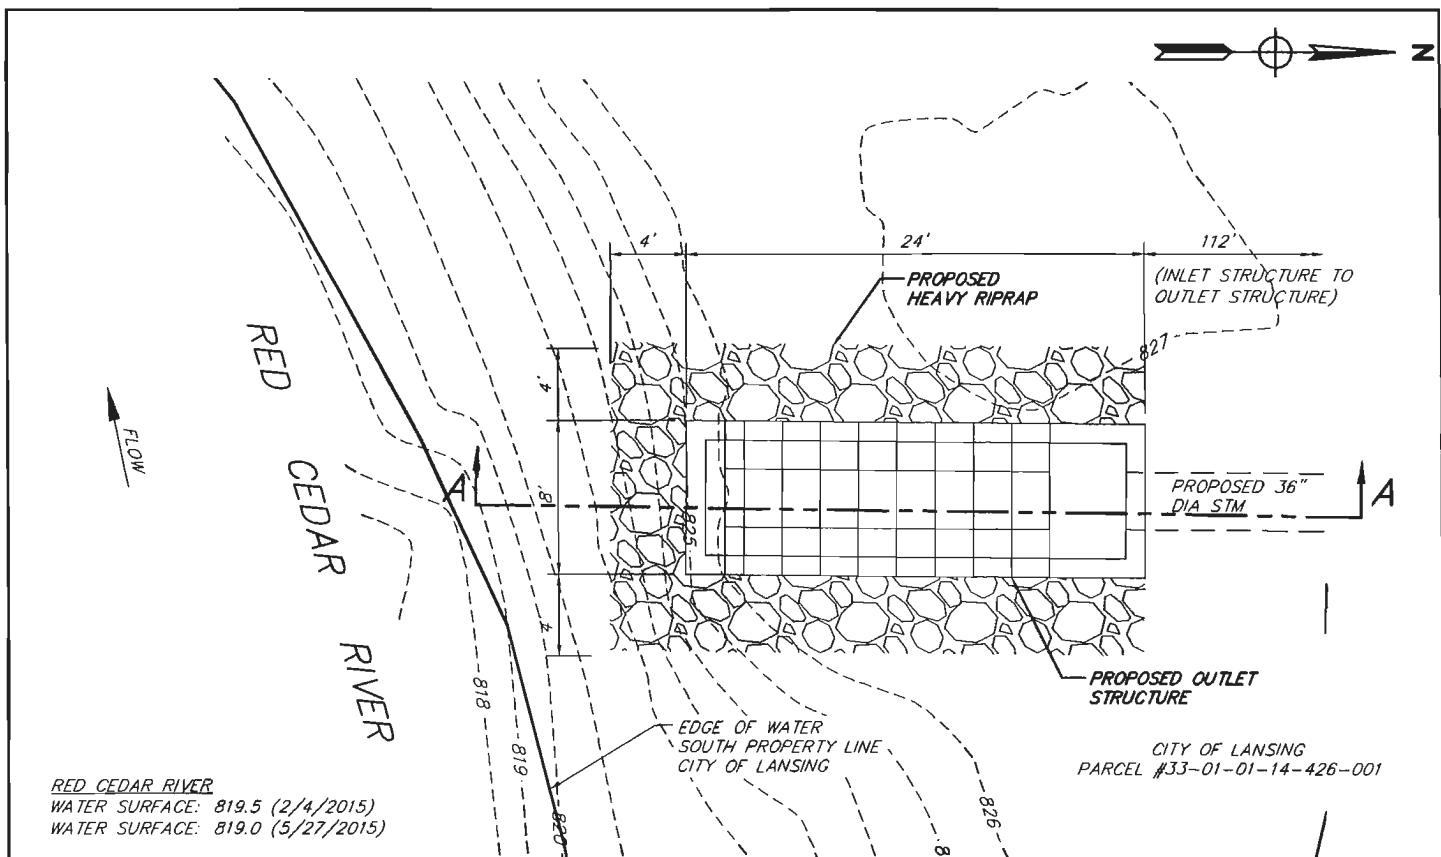 N
4'
24'
112'
(INLET STRUCTURE TO
OUTLET STRUCTURE)
PROPOSED
HEAVY RIPRAP
827
RED
CEDAR
RIVER
FLOW
4'
8'
4'
A
A
825
PROPOSED 36"
DIA STM
PROPOSED OUTLET
STRUCTURE
818
819
820
826
EDGE OF WATER
SOUTH PROPERTY LINE
CITY OF LANSING
CITY OF LANSING
PARCEL #33-01-01-14-426-001
RED CEDAR RIVER
WATER SURFACE: 819.5 (2/4/2015)
WATER SURFACE: 819.0 (5/27/2015)